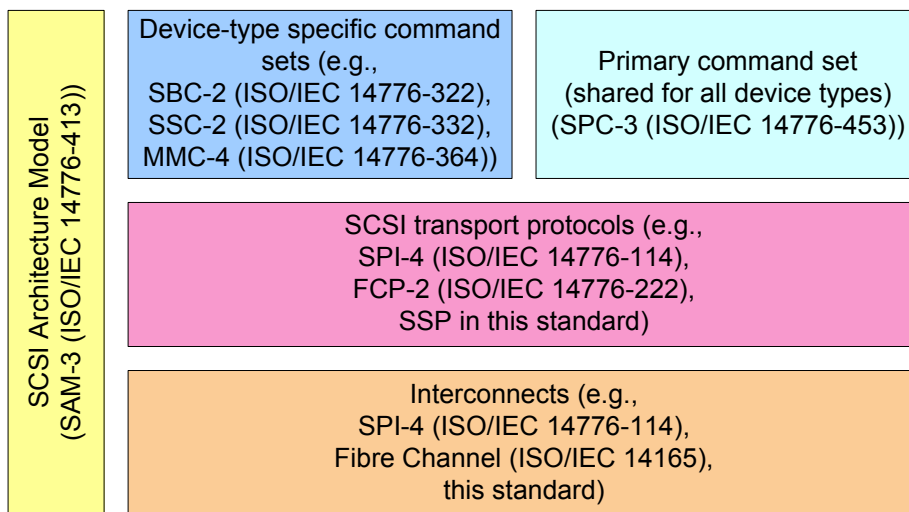 SCSI Architecture Model
(SAM-3 (ISO/IEC 14776-413))
Device-type specific command
sets (e.g.,
SBC-2 (ISO/IEC 14776-322),
SSC-2 (ISO/IEC 14776-332),
MMC-4 (ISO/IEC 14776-364))
Primary command set
(shared for all device types)
(SPC-3 (ISO/IEC 14776-453))
SCSI transport protocols (e.g.,
SPI-4 (ISO/IEC 14776-114),
FCP-2 (ISO/IEC 14776-222),
SSP in this standard)
Interconnects (e.g.,
SPI-4 (ISO/IEC 14776-114),
Fibre Channel (ISO/IEC 14165),
this standard)